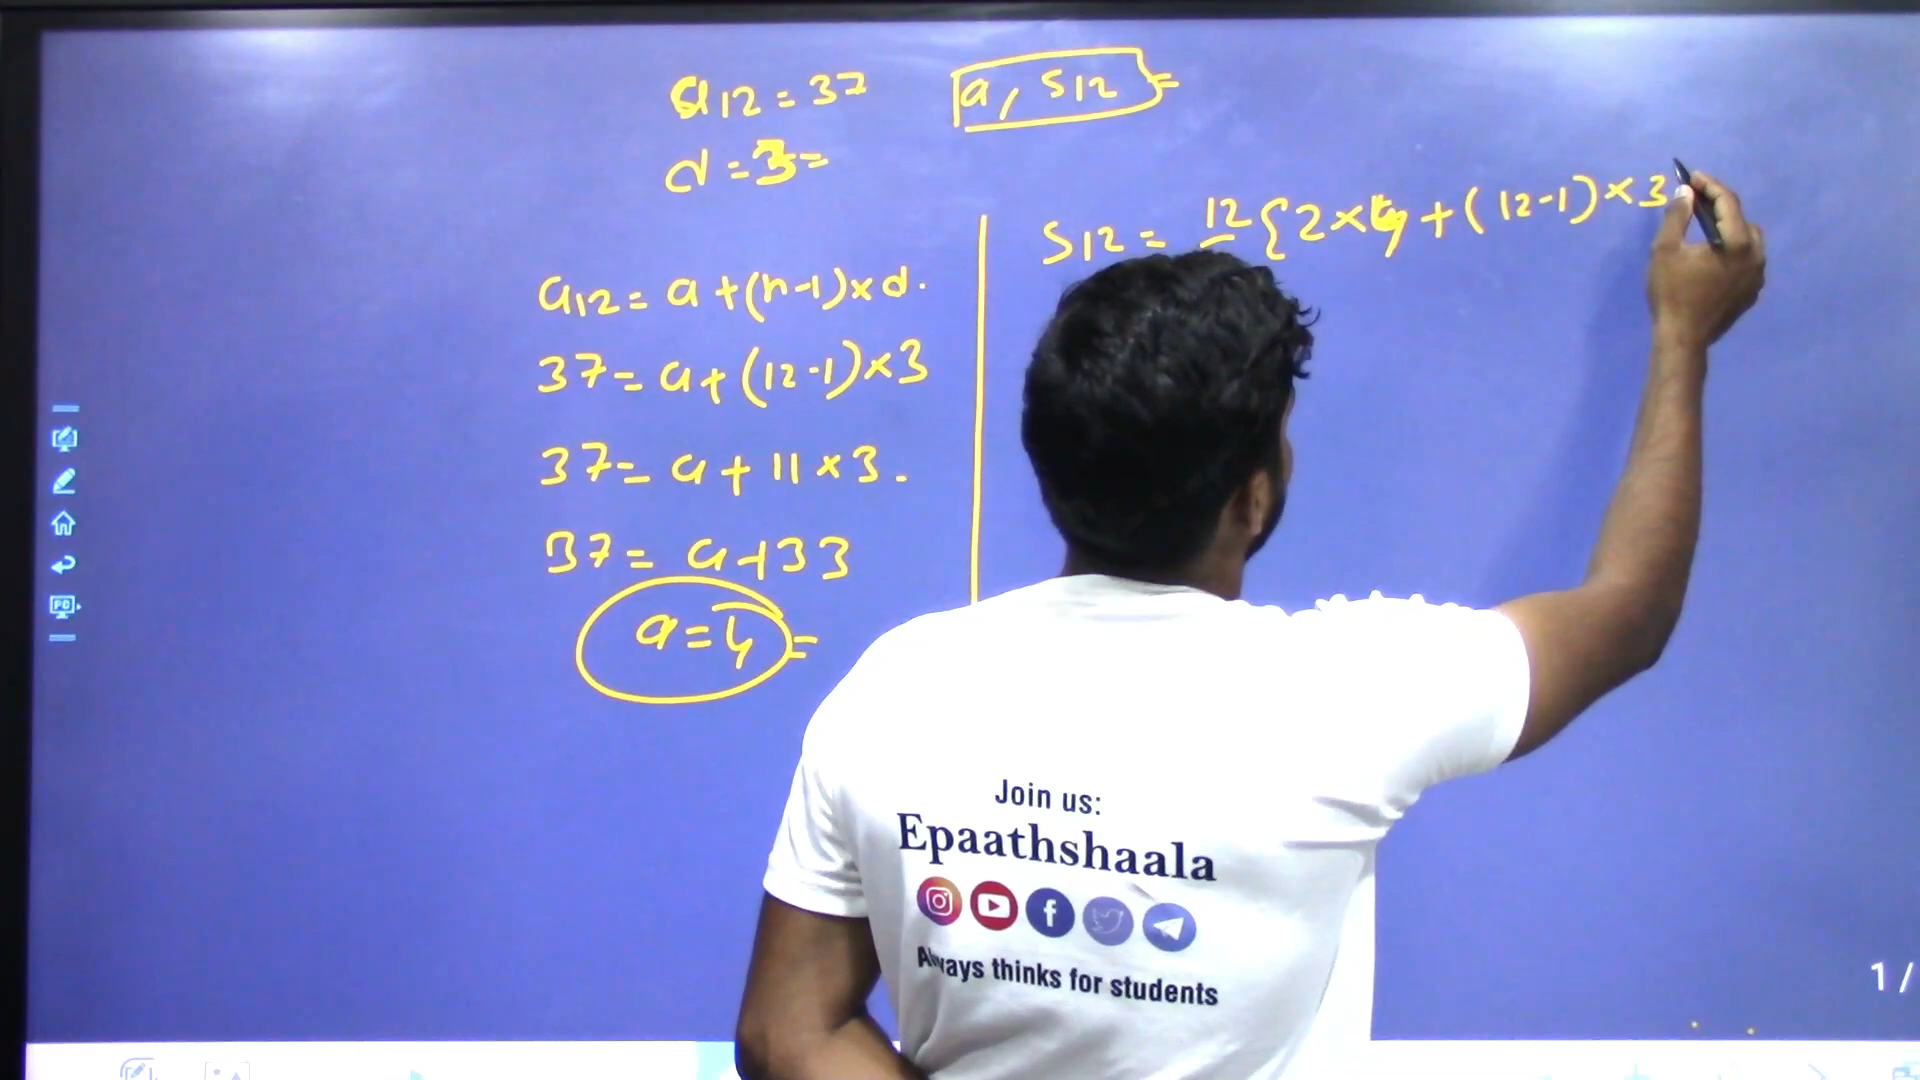 a12 = 37
a, S12 =
d = 3 =
a12 = a + (n-1) × d.
37 = a + (12-1) × 3
37 = a + 11 × 3.
37 = a + 33
a = 4 =
S12 = 12 { 2 × 4 + (12-1) × 3
Join us:
Epaathshaala
Always thinks for students
1 /